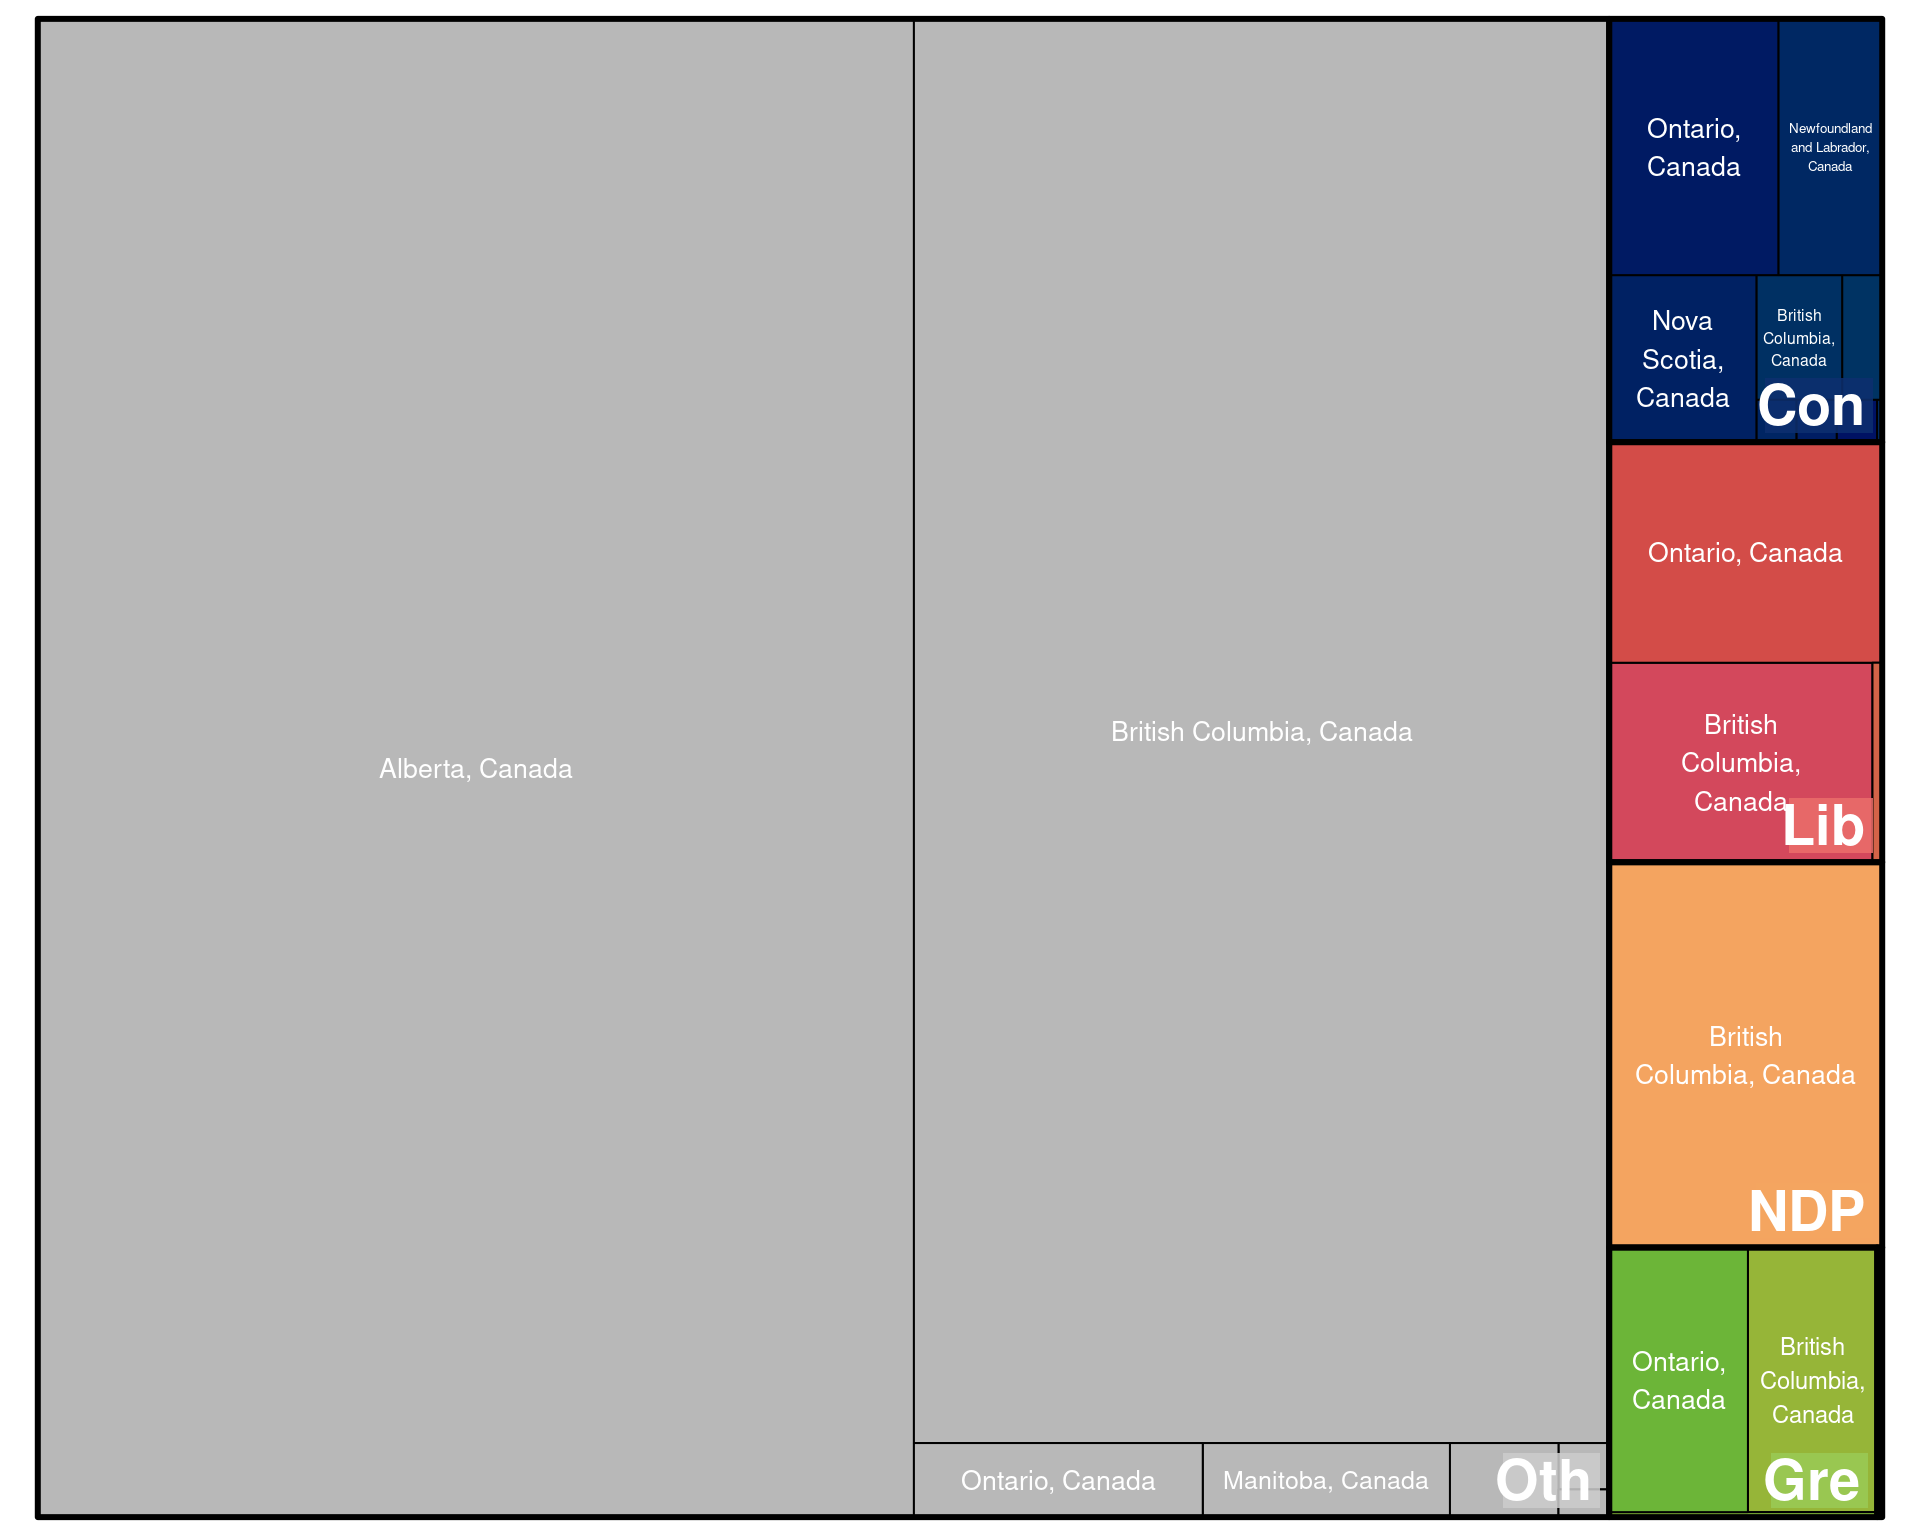 Alberta, Canada
British Columbia, Canada
Ontario, Canada
Manitoba, Canada
Oth
Ontario,
Canada
Newfoundland
and Labrador,
Canada
Nova
Scotia,
Canada
British
Columbia,
Canada
Con
Ontario, Canada
British
Columbia,
Canada
Lib
British
Columbia, Canada
NDP
Ontario,
Canada
British
Columbia,
Canada
Gre